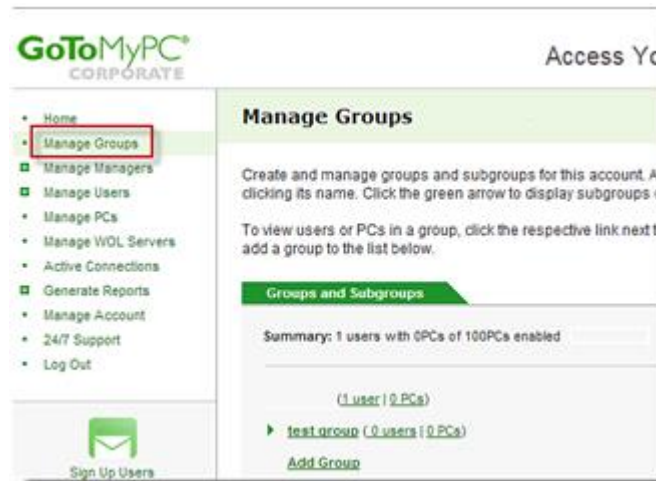 GoToMyPC®
CORPORATE
Access Yo
Home
Manage Groups
Manage Managers
Manage Users
Manage PCs
Manage WOL Servers
Active Connections
Generate Reports
Manage Account
24/7 Support
Log Out
Sign Up Users
Manage Groups
Create and manage groups and subgroups for this account. A
clicking its name. Click the green arrow to display subgroups
To view users or PCs in a group, click the respective link next t
add a group to the list below.
Groups and Subgroups
Summary: 1 users with 0PCs of 100PCs enabled
(1 user | 0 PCs)
test group ( 0 users | 0 PCs)
Add Group